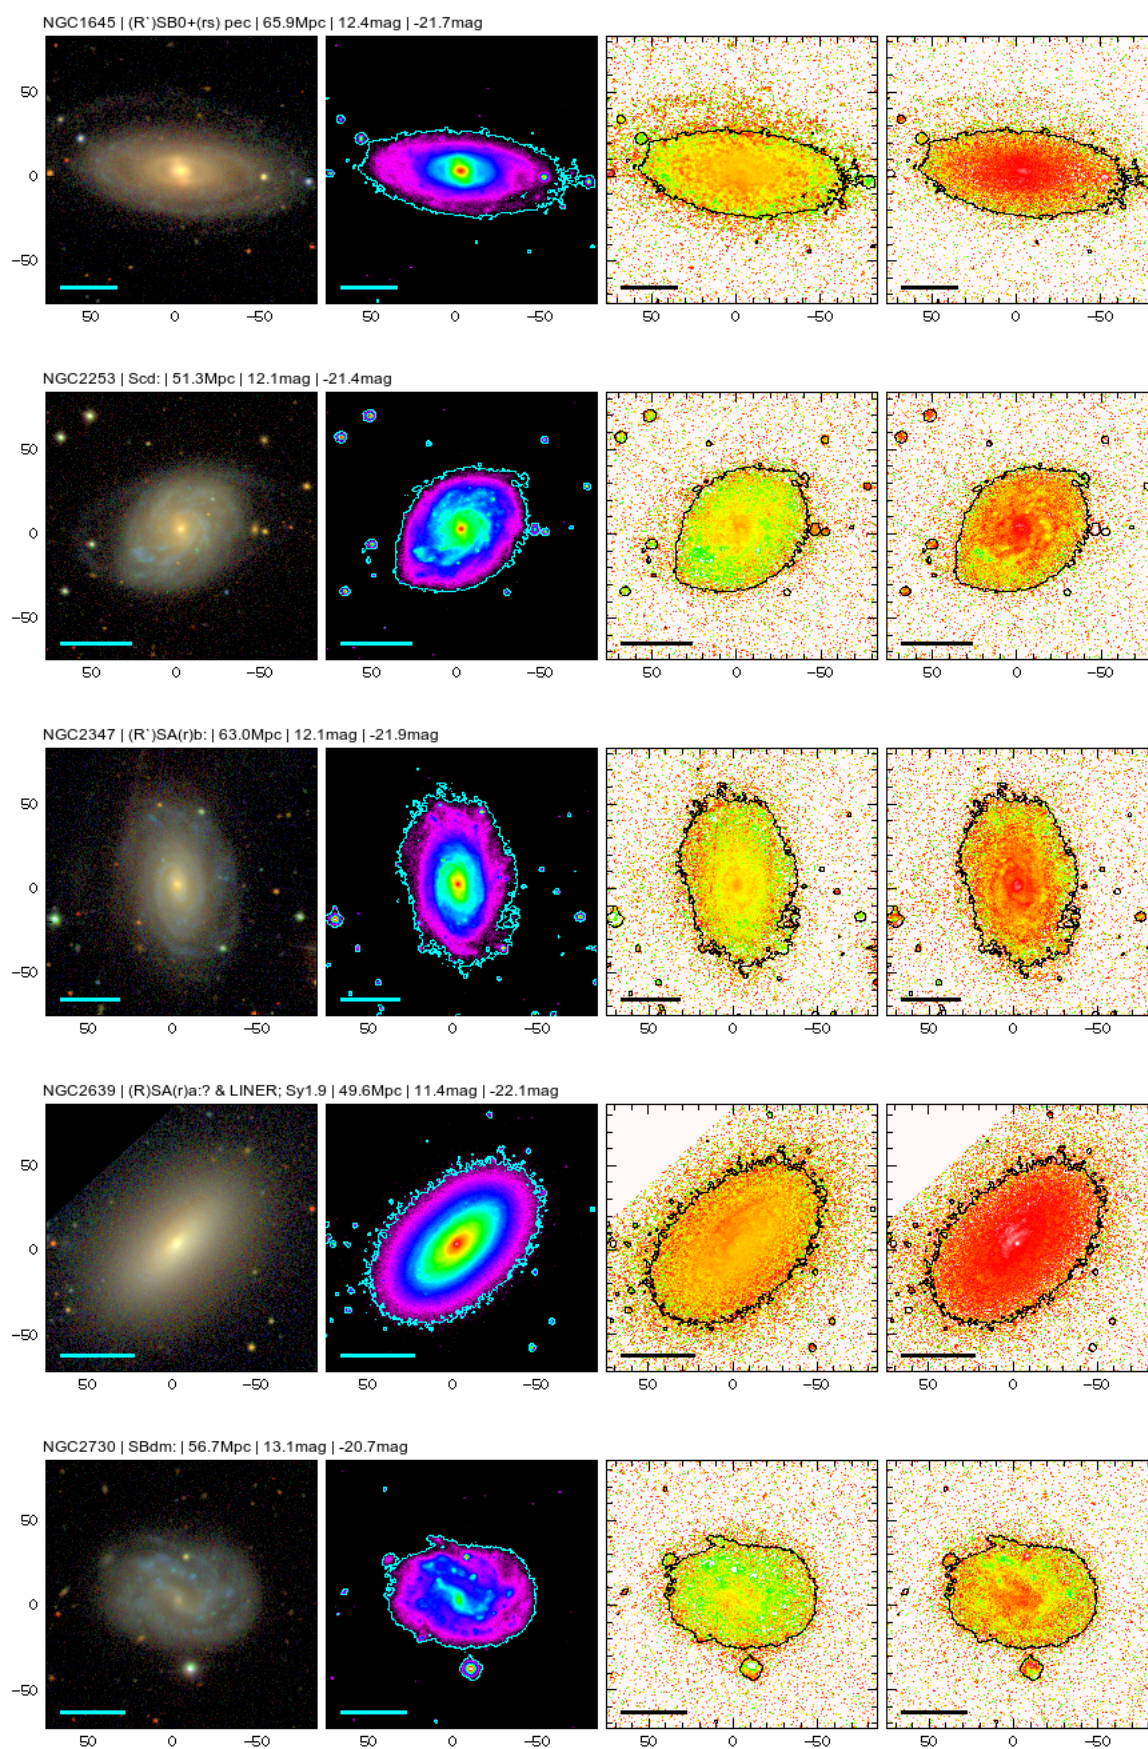 NGC1645 | (R`)SB0+(rs) pec | 65.9Mpc | 12.4mag | -21.7mag
50
0
−50
50 0 −50 50 0 −50 50 0 −50 50 0 −50
NGC2253 | Scd: | 51.3Mpc | 12.1mag | -21.4mag
50
0
−50
50 0 −50 50 0 −50 50 0 −50 50 0 −50
NGC2347 | (R`)SA(r)b: | 63.0Mpc | 12.1mag | -21.9mag
50
0
−50
50 0 −50 50 0 −50 50 0 −50 50 0 −50
NGC2639 | (R)SA(r)a:? & LINER; Sy1.9 | 49.6Mpc | 11.4mag | -22.1mag
50
0
−50
50 0 −50 50 0 −50 50 0 −50 50 0 −50
NGC2730 | SBdm: | 56.7Mpc | 13.1mag | -20.7mag
50
0
−50
50 0 −50 50 0 −50 50 0 −50 50 0 −50